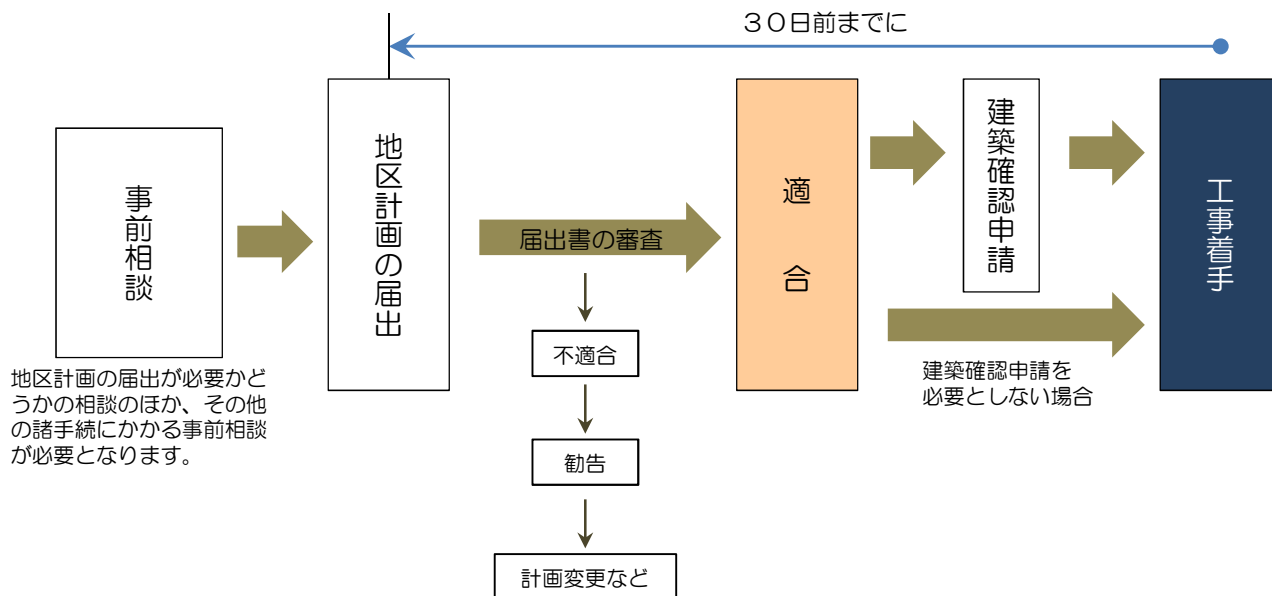 30日前までに
事前相談
地区計画の届出が必要かど
うかの相談のほか、その他
の諸手続にかかる事前相談
が必要となります。
地区計画の届出
届出書の審査
不適合
勧告
計画変更など
適合
建築確認申請
建築確認申請を
必要としない場合
工事着手